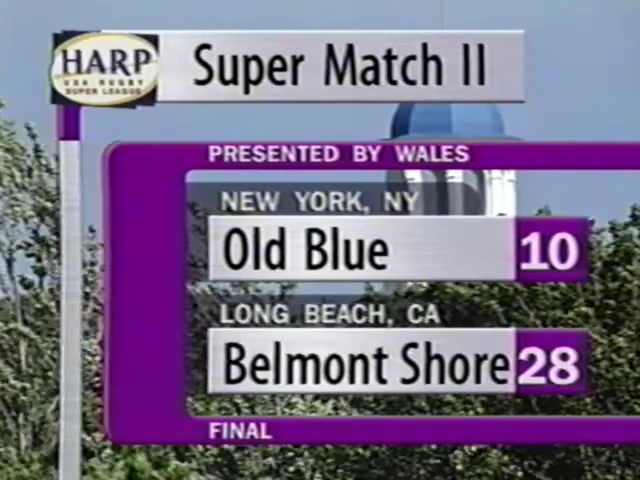 HARP
USA RUGBY
SUPER LEAGUE
Super Match II
PRESENTED BY WALES
NEW YORK, NY
Old Blue 10
LONG BEACH, CA
Belmont Shore 28
FINAL